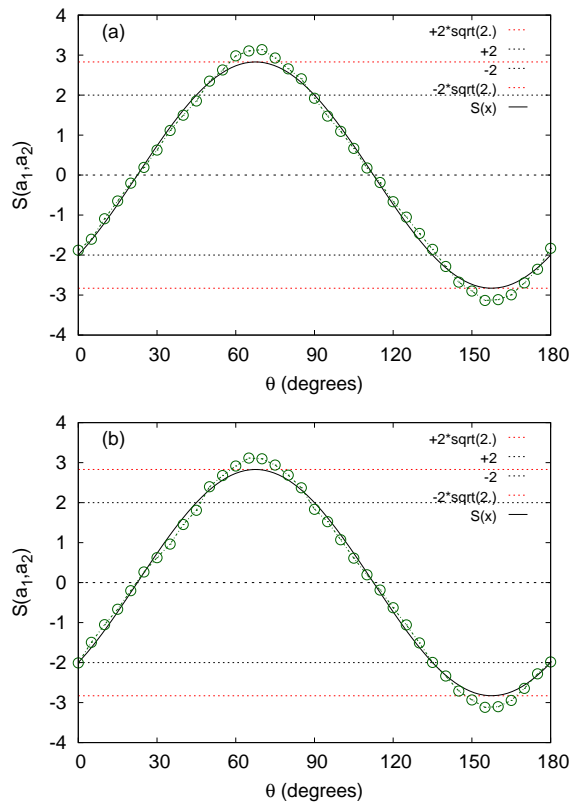 (a)
+2*sqrt(2.)
+2
-2
-2*sqrt(2.)
S(x)
4
3
2
1
0
-1
-2
-3
-4
S(a1,a2)
0 30 60 90 120 150 180
θ (degrees)
(b)
+2*sqrt(2.)
+2
-2
-2*sqrt(2.)
S(x)
4
3
2
1
0
-1
-2
-3
-4
S(a1,a2)
0 30 60 90 120 150 180
θ (degrees)